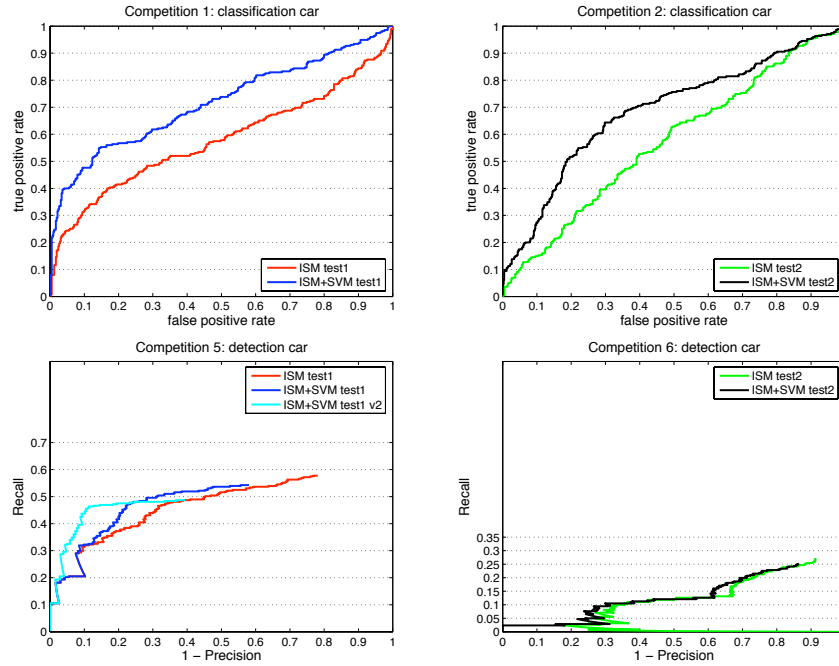 Competition 1: classification car
1
0.9
0.8
0.7
0.6
0.5
0.4
0.3
0.2
0.1
0
true positive rate
ISM test1
ISM+SVM test1
0 0.1 0.2 0.3 0.4 0.5 0.6 0.7 0.8 0.9 1
false positive rate
Competition 2: classification car
1
0.9
0.8
0.7
0.6
0.5
0.4
0.3
0.2
0.1
0
true positive rate
ISM test2
ISM+SVM test2
0 0.1 0.2 0.3 0.4 0.5 0.6 0.7 0.8 0.9
false positive rate
Competition 5: detection car
ISM test1
ISM+SVM test1
ISM+SVM test1 v2
0.7
0.6
0.5
0.4
0.3
0.2
0.1
0
Recall
0 0.1 0.2 0.3 0.4 0.5 0.6 0.7 0.8 0.9 1
1 − Precision
Competition 6: detection car
ISM test2
ISM+SVM test2
0.35
0.25
0.15
0.05
0
Recall
0 0.1 0.2 0.3 0.4 0.5 0.6 0.7 0.8 0.9
1 − Precision